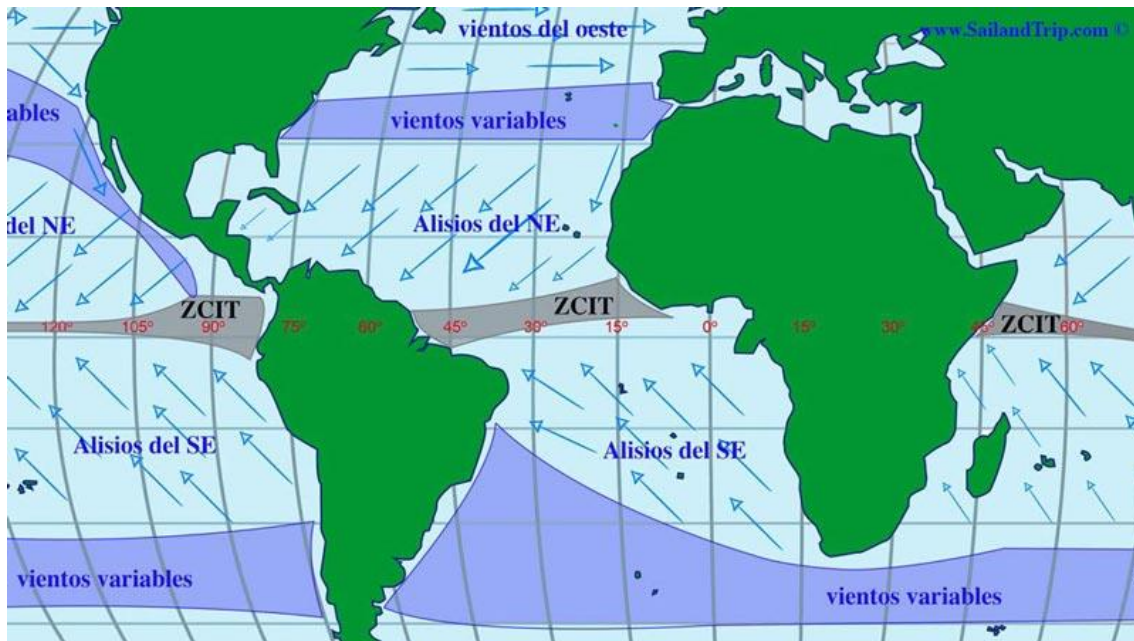 vientos del oeste
www.SailandTrip.com ©
ables
vientos variables
del NE
Alisios del NE
ZCIT
ZCIT
ZCIT
120º 105º 90º 75º 60º 45º 30º 15º 0º 15º 30º 45º 60º
Alisios del SE
Alisios del SE
vientos variables
vientos variables